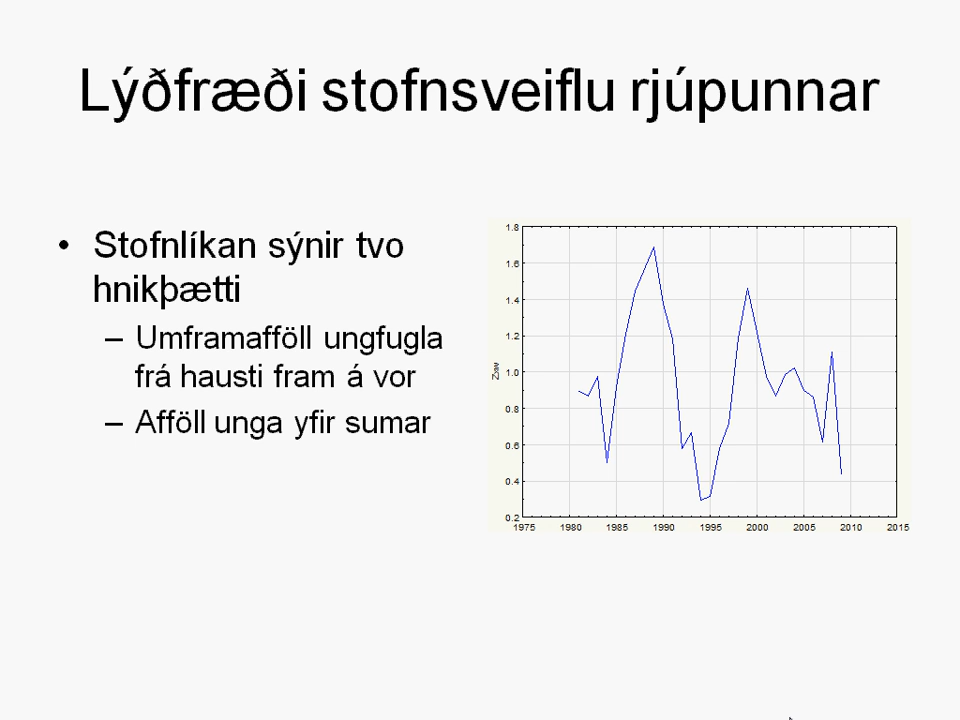 Lýðfræði stofnsveiflu rjúpunnar
• Stofnlíkan sýnir tvo
hnikþætti
– Umframafföll ungfugla
frá hausti fram á vor
– Afföll unga yfir sumar
1.8
1.6
1.4
1.2
1.0
0.8
0.6
0.4
0.2
1975 1980 1985 1990 1995 2000 2005 2010 2015